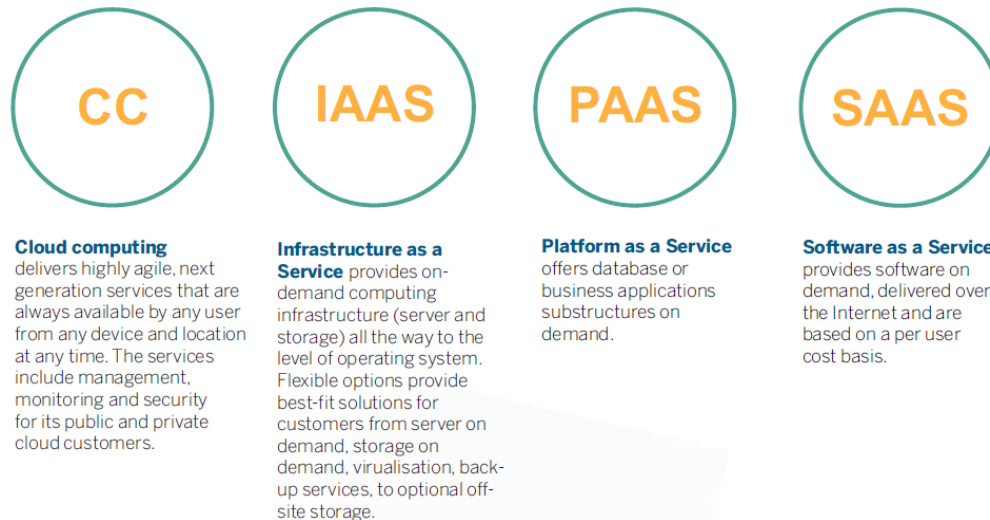 CC
IAAS
PAAS
SAAS
Cloud computing
delivers highly agile, next
generation services that are
always available by any user
from any device and location
at any time. The services
include management,
monitoring and security
for its public and private
cloud customers.
Infrastructure as a
Service provides on-
demand computing
infrastructure (server and
storage) all the way to the
level of operating system.
Flexible options provide
best-fit solutions for
customers from server on
demand, storage on
demand, virualisation, back-
up services, to optional off-
site storage.
Platform as a Service
offers database or
business applications
substructures on
demand.
Software as a Service
provides software on
demand, delivered over
the Internet and are
based on a per user
cost basis.